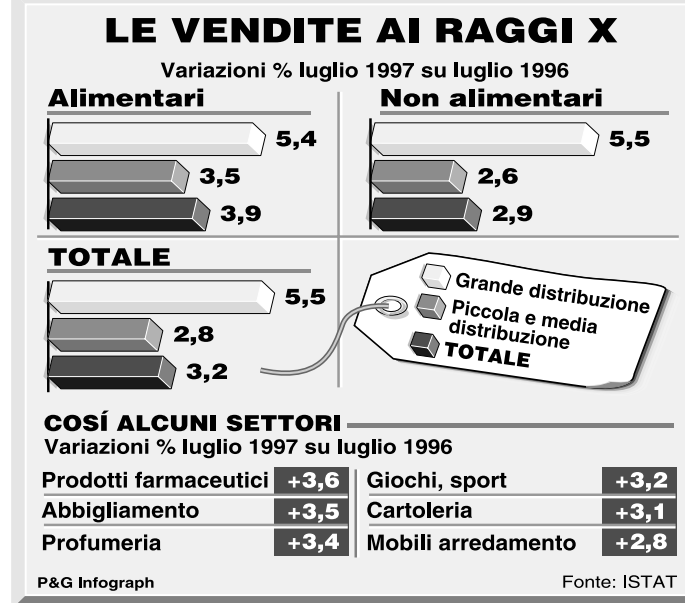 LE VENDITE AI RAGGI X
Variazioni % luglio 1997 su luglio 1996
Alimentari
5,4
3,5
3,9
Non alimentari
5,5
2,6
2,9
TOTALE
5,5
2,8
3,2
Grande distribuzione
Piccola e media
distribuzione
TOTALE
COSÍ ALCUNI SETTORI
Variazioni % luglio 1997 su luglio 1996
Prodotti farmaceutici +3,6
Abbigliamento +3,5
Profumeria +3,4
Giochi, sport +3,2
Cartoleria +3,1
Mobili arredamento +2,8
P&G Infograph
Fonte: ISTAT